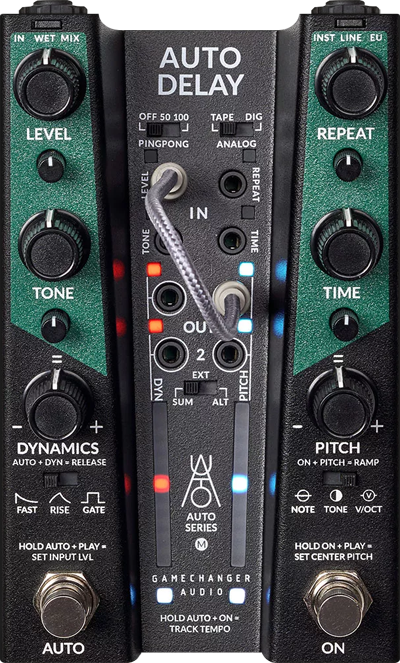 IN WET MIX
INST LINE EU
AUTO
DELAY
OFF 50 100
TAPE DIG
PINGPONG
ANALOG
LEVEL
REPEAT
LEVEL
REPEAT
IN
TONE
TIME
TONE
TIME
OUT
2
DYN
PITCH
EXT
SUM ALT
=
=
- +
- +
DYNAMICS
PITCH
AUTO + DYN = RELEASE
ON + PITCH = RAMP
FAST RISE GATE
NOTE TONE V/OCT
V
AUTO
SERIES
M
HOLD AUTO + PLAY =
SET INPUT LVL
HOLD ON + PLAY =
SET CENTER PITCH
GAMECHANGER
AUDIO
HOLD AUTO + ON =
TRACK TEMPO
AUTO
ON